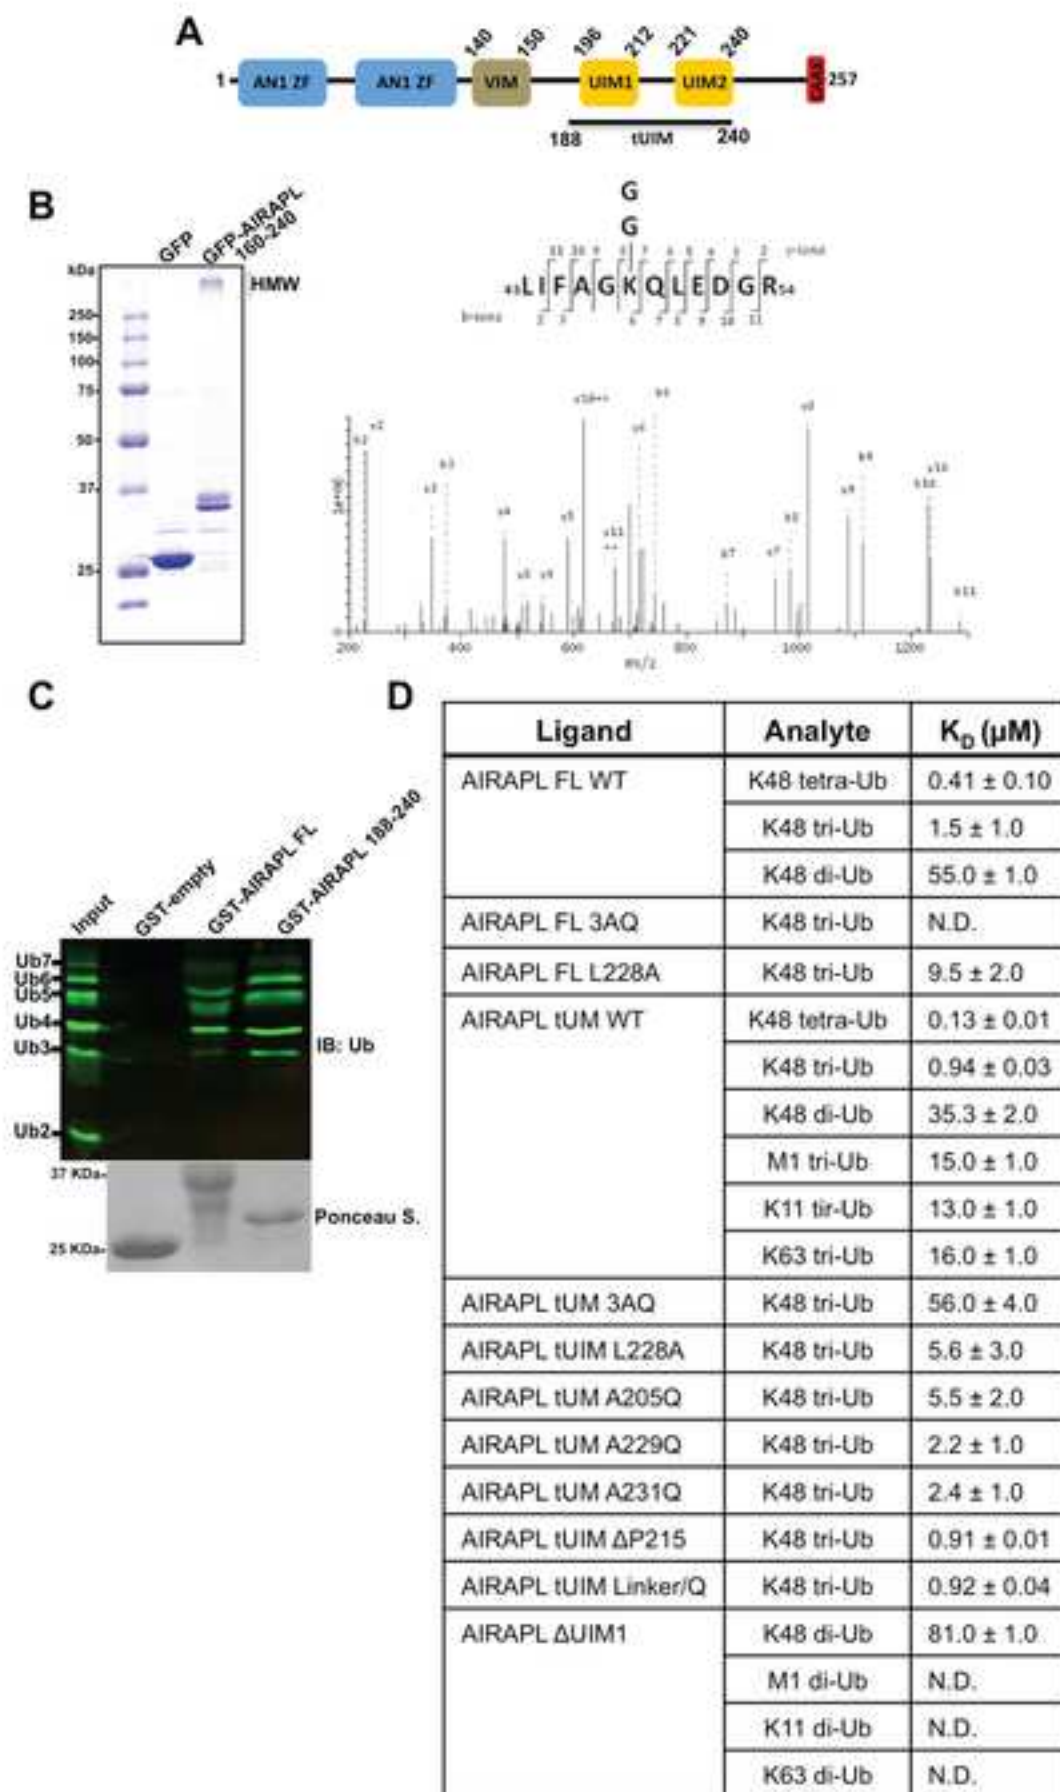 A
140 150 196 212 221 240
1 AN1 ZF AN1 ZF VIM UIM1 UIM2 257
188 tUIM 240
B
GFP
GFP-AIRAPL
160-240
kDa
HMW
250
150
100
75
50
37
25
G
G
LIFAGKQLEDGR54
200 400 600 800 1000 1200
m/z
C
Input
GST-empty
GST-AIRAPL FL
GST-AIRAPL 188-240
Ub7
Ub6
Ub5
Ub4
Ub3
IB: Ub
Ub2
37 KDa
Ponceau S.
25 KDa
D
Ligand Analyte KD (µM)
AIRAPL FL WT K48 tetra-Ub 0.41 ± 0.10
K48 tri-Ub 1.5 ± 1.0
K48 di-Ub 55.0 ± 1.0
AIRAPL FL 3AQ K48 tri-Ub N.D.
AIRAPL FL L228A K48 tri-Ub 9.5 ± 2.0
AIRAPL tUM WT K48 tetra-Ub 0.13 ± 0.01
K48 tri-Ub 0.94 ± 0.03
K48 di-Ub 35.3 ± 2.0
M1 tri-Ub 15.0 ± 1.0
K11 tir-Ub 13.0 ± 1.0
K63 tri-Ub 16.0 ± 1.0
AIRAPL tUM 3AQ K48 tri-Ub 56.0 ± 4.0
AIRAPL tUIM L228A K48 tri-Ub 5.6 ± 3.0
AIRAPL tUM A205Q K48 tri-Ub 5.5 ± 2.0
AIRAPL tUM A229Q K48 tri-Ub 2.2 ± 1.0
AIRAPL tUM A231Q K48 tri-Ub 2.4 ± 1.0
AIRAPL tUIM ΔP215 K48 tri-Ub 0.91 ± 0.01
AIRAPL tUIM Linker/Q K48 tri-Ub 0.92 ± 0.04
AIRAPL ΔUIM1 K48 di-Ub 81.0 ± 1.0
M1 di-Ub N.D.
K11 di-Ub N.D.
K63 di-Ub N.D.